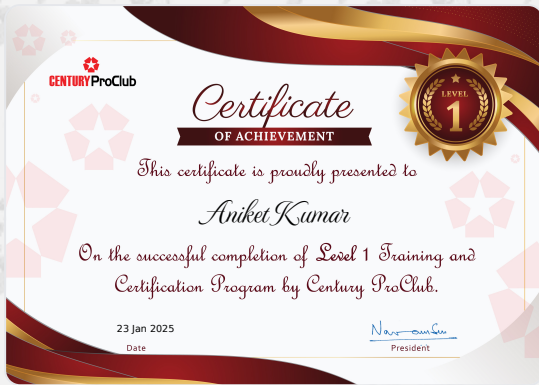 CENTURY ProClub
Certificate
OF ACHIEVEMENT
LEVEL
1
This certificate is proudly presented to
Aniket Kumar
On the successful completion of Level 1 Training and
Certification Program by Century ProClub.
23 Jan 2025
Date
President